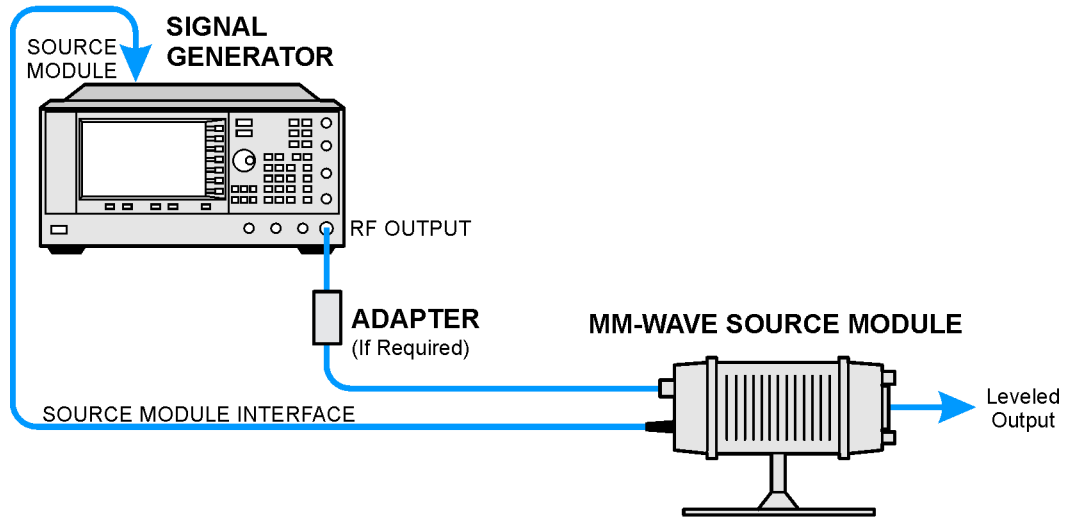 SIGNAL
GENERATOR
SOURCE
MODULE
RF OUTPUT
ADAPTER
(If Required)
MM-WAVE SOURCE MODULE
SOURCE MODULE INTERFACE
Leveled
Output